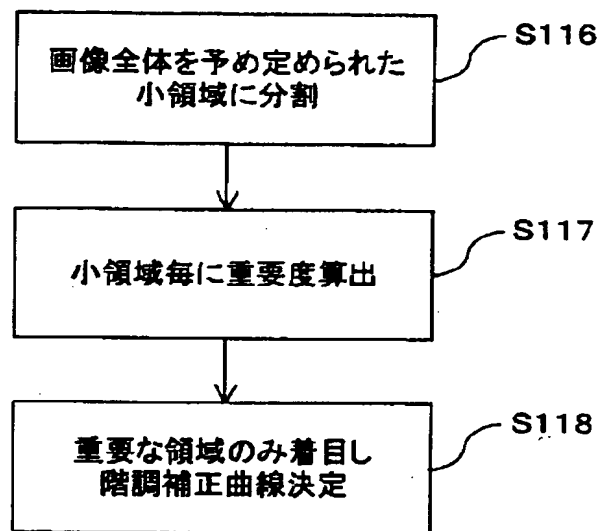 画像全体を予め定められた
小領域に分割
S116
小領域毎に重要度算出
S117
重要な領域のみ着目し
階調補正曲線決定
S118